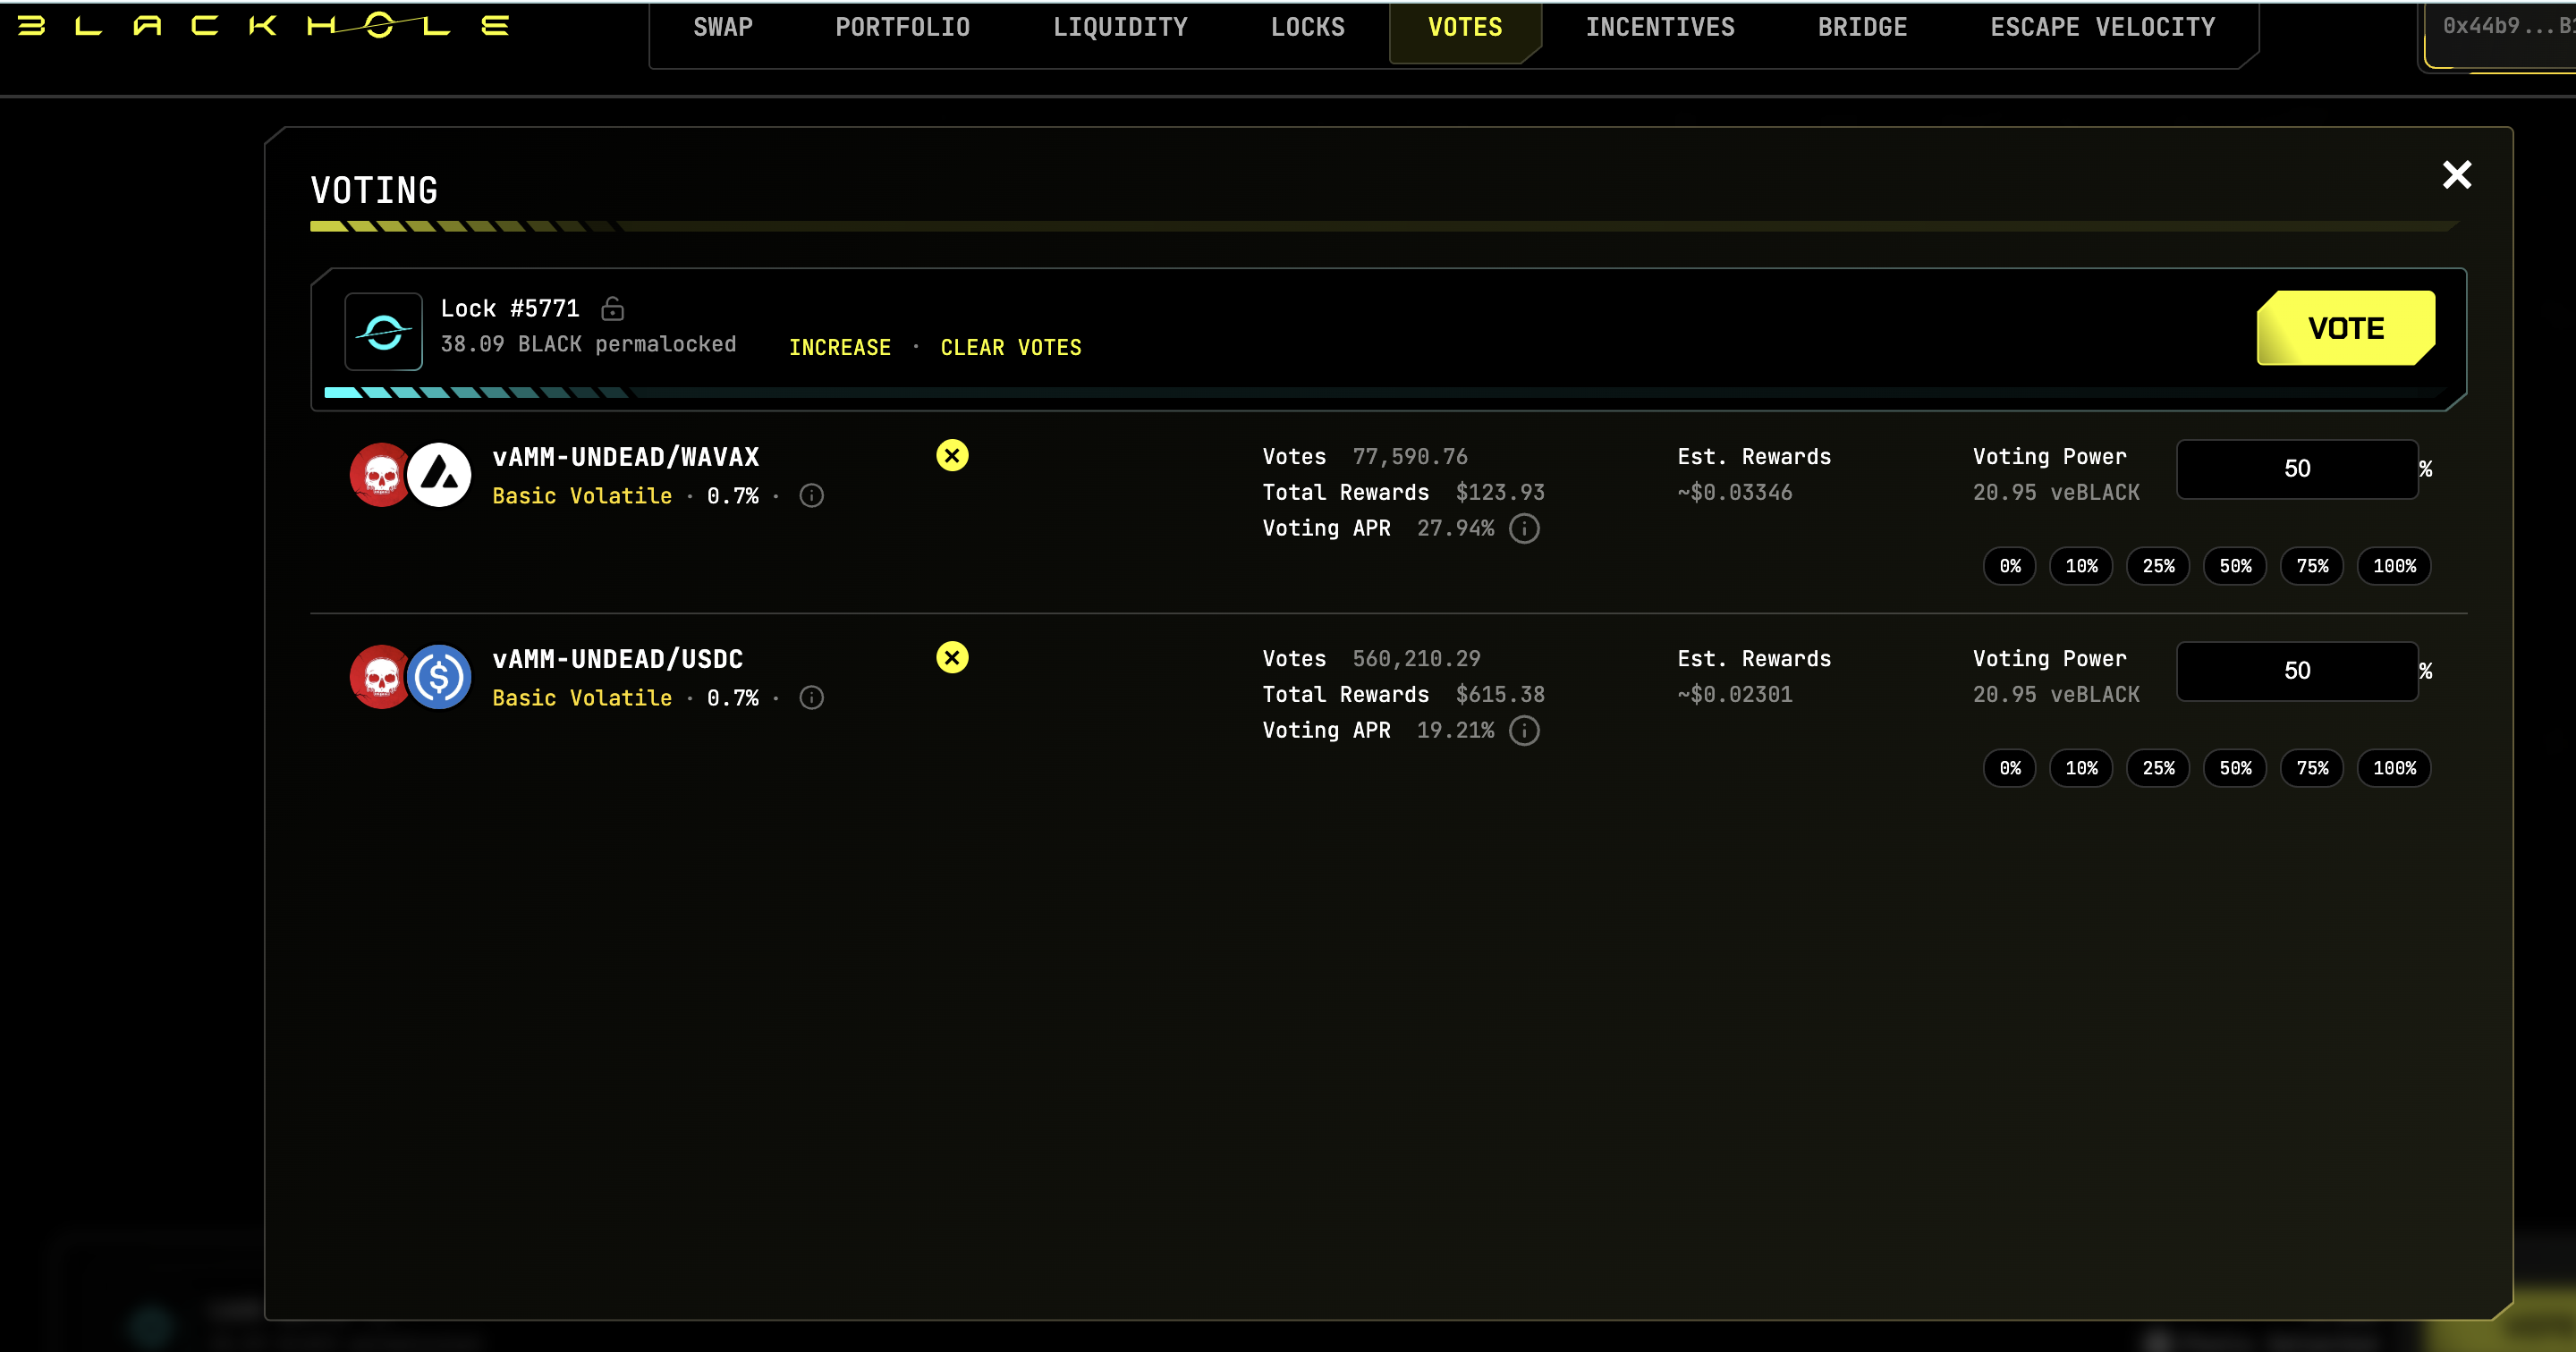 BLACKHOLE
SWAP PORTFOLIO LIQUIDITY LOCKS VOTES INCENTIVES BRIDGE ESCAPE VELOCITY
VOTING
Lock #5771
38.09 BLACK permalocked INCREASE · CLEAR VOTES
VOTE
vAMM-UNDEAD/WAVAX
Basic Volatile · 0.7% ·
Votes 77,590.76
Total Rewards $123.93
Voting APR 27.94%
Est. Rewards
~$0.03346
Voting Power
20.95 veBLACK
50 %
0% 10% 25% 50% 75% 100%
vAMM-UNDEAD/USDC
Basic Volatile · 0.7% ·
Votes 560,210.29
Total Rewards $615.38
Voting APR 19.21%
Est. Rewards
~$0.02301
Voting Power
20.95 veBLACK
50 %
0% 10% 25% 50% 75% 100%